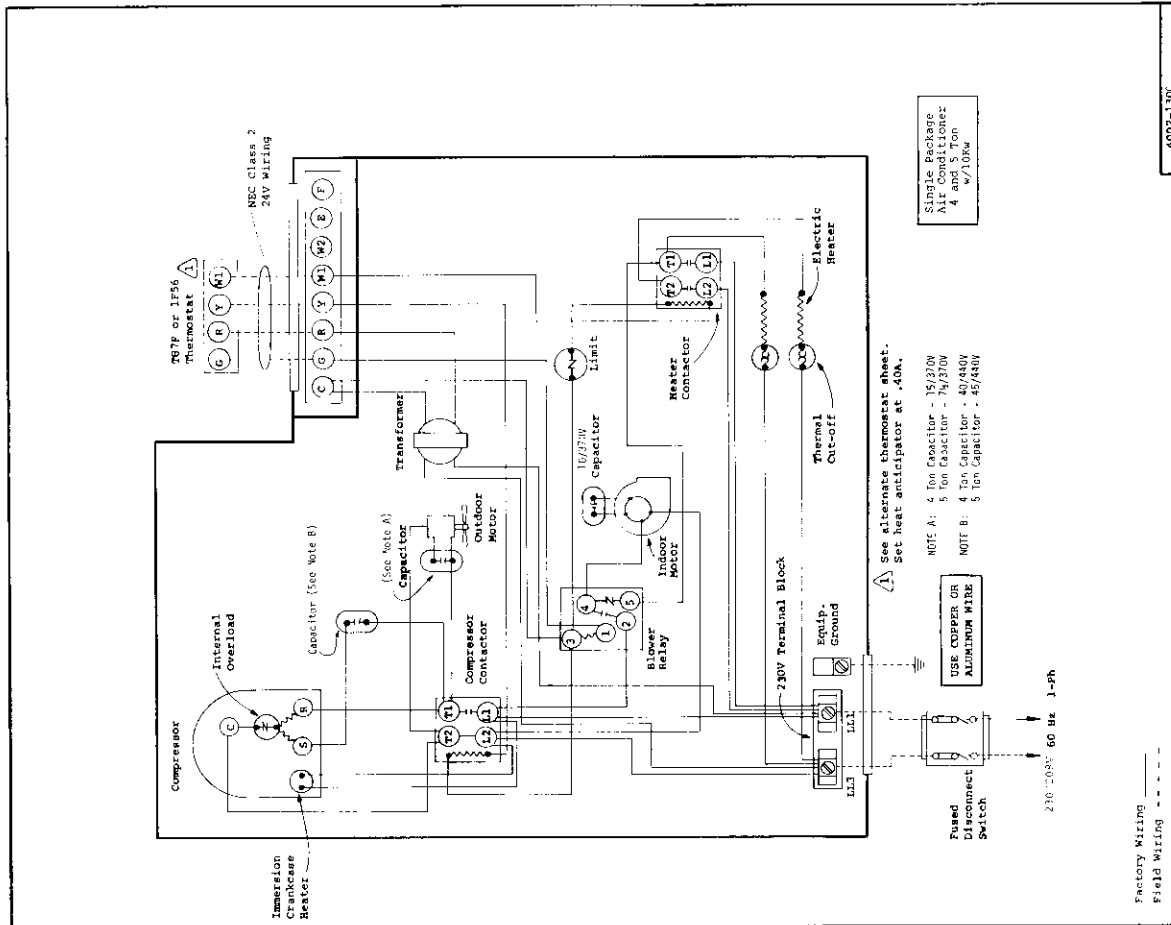 T87F or 1F56
Thermostat
1
G
R
Y
W1
NEC Class 2
24V Wiring
C
G
R
Y
W1
W2
E
F
Compressor
C
Internal
Overload
S
R
Immersion
Crankcase
Heater
Capacitor (See Note B)
(See Note A)
Capacitor
Outdoor
Motor
Transformer
Compressor
Contactor
T2
T1
L2
L1
Blower
Relay
3
1
4
2
5
10/370V
Capacitor
Indoor
Motor
Limit
Heater
Contactor
T2
T1
L2
L1
Electric
Heater
Thermal
Cut-off
230V Terminal Block
LL3
LL1
Equip.
Ground
Fused
Disconnect
Switch
60 Hz 1-Ph
USE COPPER OR
ALUMINUM WIRE
1 See alternate thermostat sheet.
Set heat anticipator at .40A.
NOTE A: 4 Ton Capacitor - 15/370V
5 Ton Capacitor - 7½/370V
NOTE B: 4 Ton Capacitor - 40/440V
5 Ton Capacitor - 45/440V
Single Package
Air Conditioner
4 and 5 Ton
w/10Kw
Factory Wiring
Field Wiring